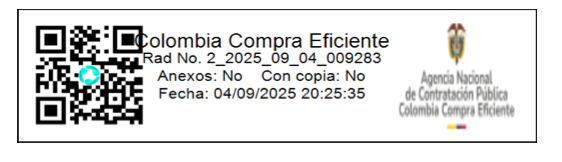 Colombia Compra Eficiente
Rad No. 2_2025_09_04_009283
Anexos: No Con copia: No
Fecha: 04/09/2025 20:25:35
Agencia Nacional
de Contratación Pública
Colombia Compra Eficiente